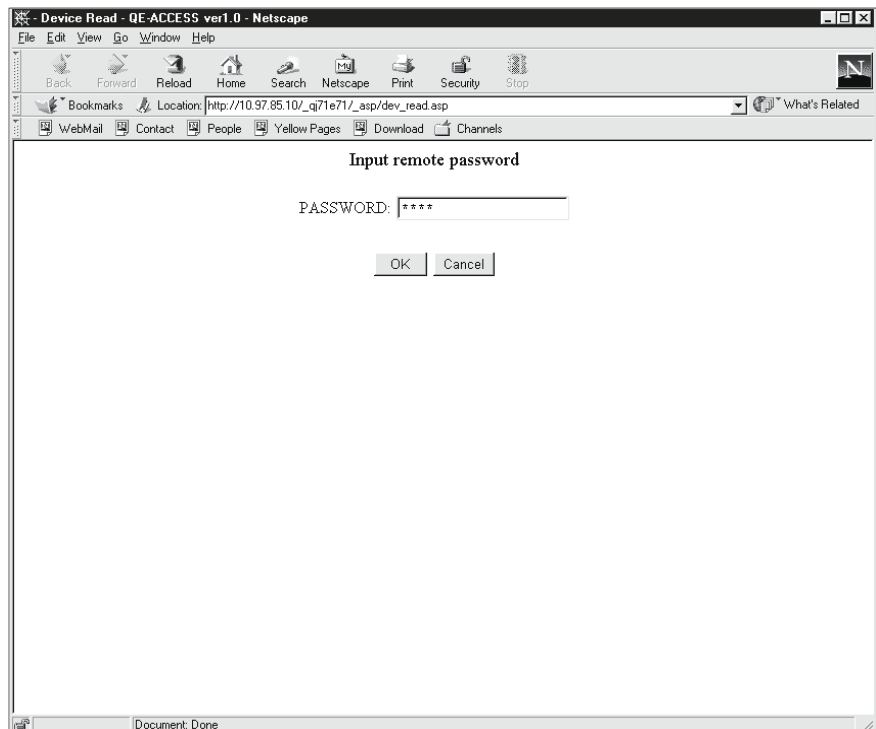 - Device Read - QE-ACCESS ver1.0 - Netscape
File Edit View Go Window Help
Back Forward Reload Home Search Netscape Print Security Stop
My
N
Bookmarks Location: http://10.97.85.10/_qj71e71/_asp/dev_read.asp What's Related
WebMail Contact People Yellow Pages Download Channels
Input remote password
PASSWORD: ****
OK Cancel
Document: Done